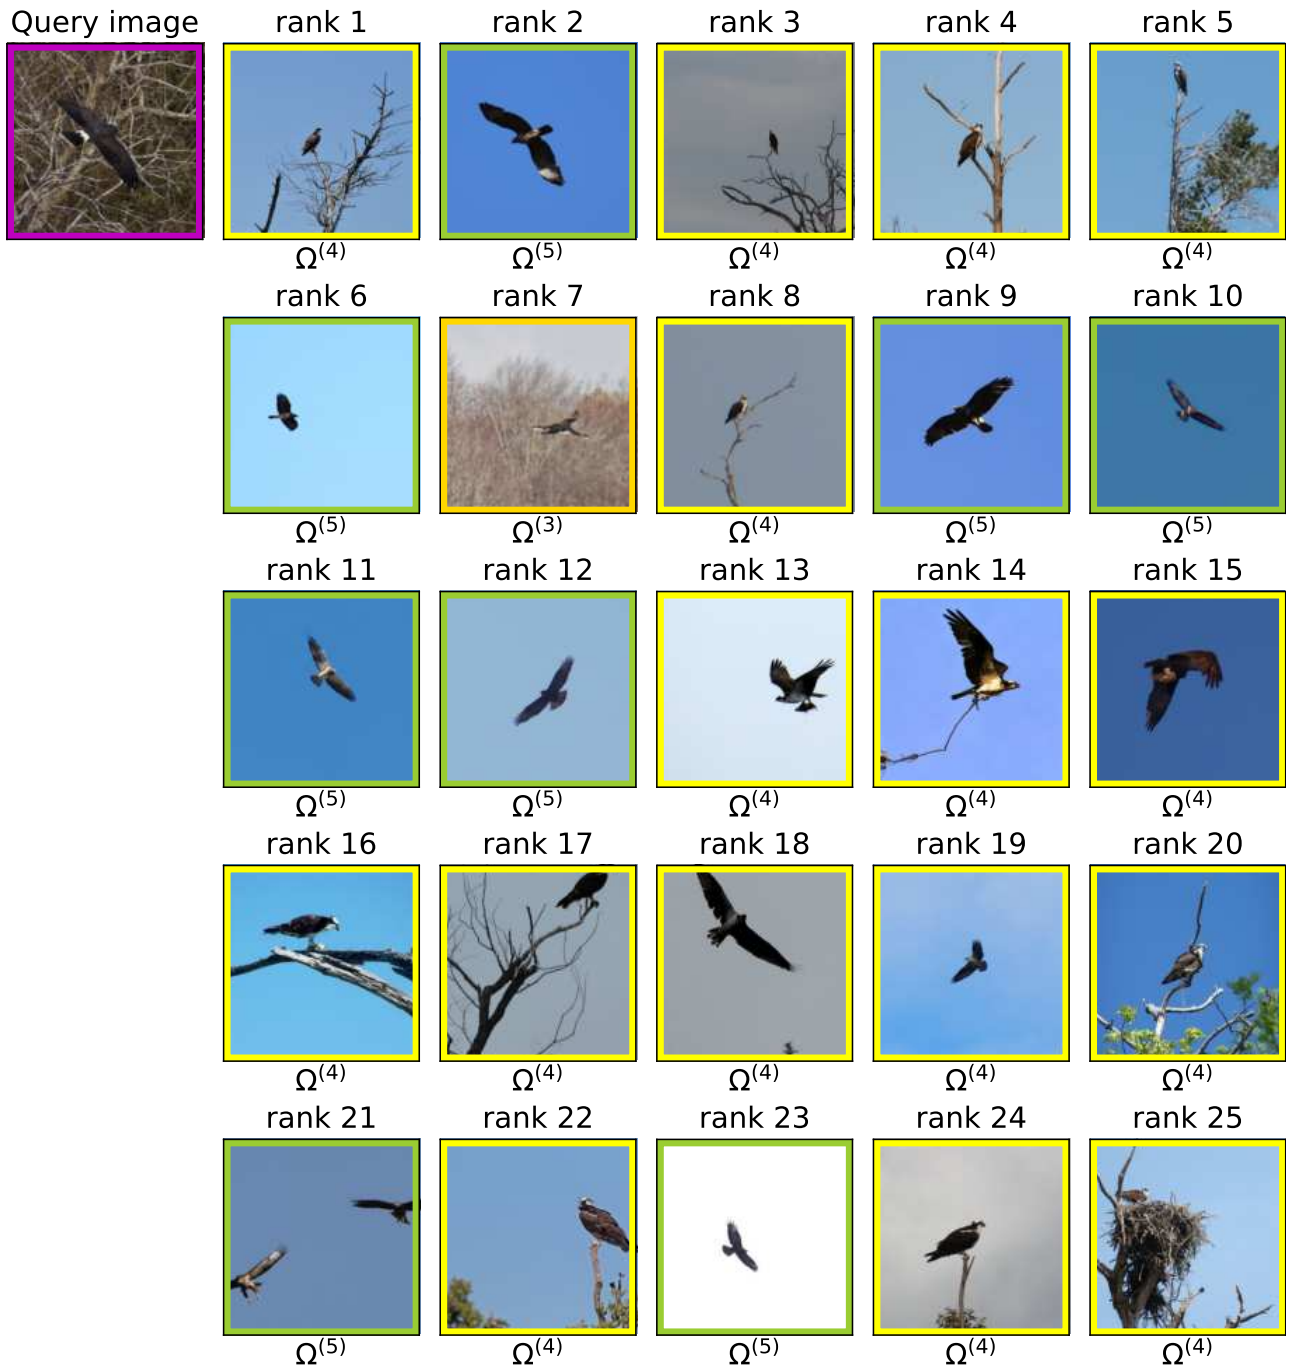 Query image rank 1 rank 2 rank 3 rank 4 rank 5
Ω(4) Ω(5) Ω(4) Ω(4) Ω(4)
rank 6 rank 7 rank 8 rank 9 rank 10
Ω(5) Ω(3) Ω(4) Ω(5) Ω(5)
rank 11 rank 12 rank 13 rank 14 rank 15
Ω(5) Ω(5) Ω(4) Ω(4) Ω(4)
rank 16 rank 17 rank 18 rank 19 rank 20
Ω(4) Ω(4) Ω(4) Ω(4) Ω(4)
rank 21 rank 22 rank 23 rank 24 rank 25
Ω(5) Ω(4) Ω(5) Ω(4) Ω(4)